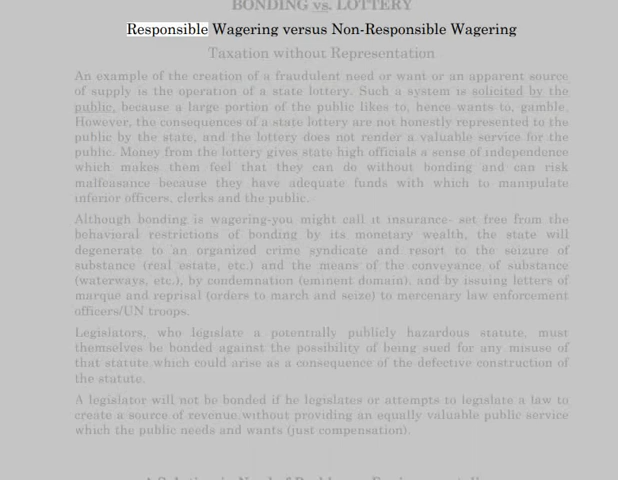 BONDING vs. LOTTERY
Responsible Wagering versus Non-Responsible Wagering
Taxation without Representation
An example of the creation of a fraudulent need or want or an apparent source
of supply is the operation of a state lottery. Such a system is solicited by the
public, because a large portion of the public likes to, hence wants to, gamble.
However, the consequences of a state lottery are not honestly represented to the
public by the state, and the lottery does not render a valuable service for the
public. Money from the lottery gives state high officials a sense of independence
which makes them feel that they can do without bonding and can risk
malfeasance because they have adequate funds with which to manipulate
inferior officers, clerks and the public.
Although bonding is wagering-you might call it insurance- set free from the
behavioral restrictions of bonding by its monetary wealth, the state will
degenerate to an organized crime syndicate and resort to the seizure of
substance (real estate, etc.) and the means of the conveyance of substance
(waterways, etc.), by condemnation (eminent domain), and by issuing letters of
marque and reprisal (orders to march and seize) to mercenary law enforcement
officers/UN troops.
Legislators, who legislate a potentially publicly hazardous statute, must
themselves be bonded against the possibility of being sued for any misuse of
that statute which could arise as a consequence of the defective construction of
the statute.
A legislator will not be bonded if he legislates or attempts to legislate a law to
create a source of revenue without providing an equally valuable public service
which the public needs and wants (just compensation).